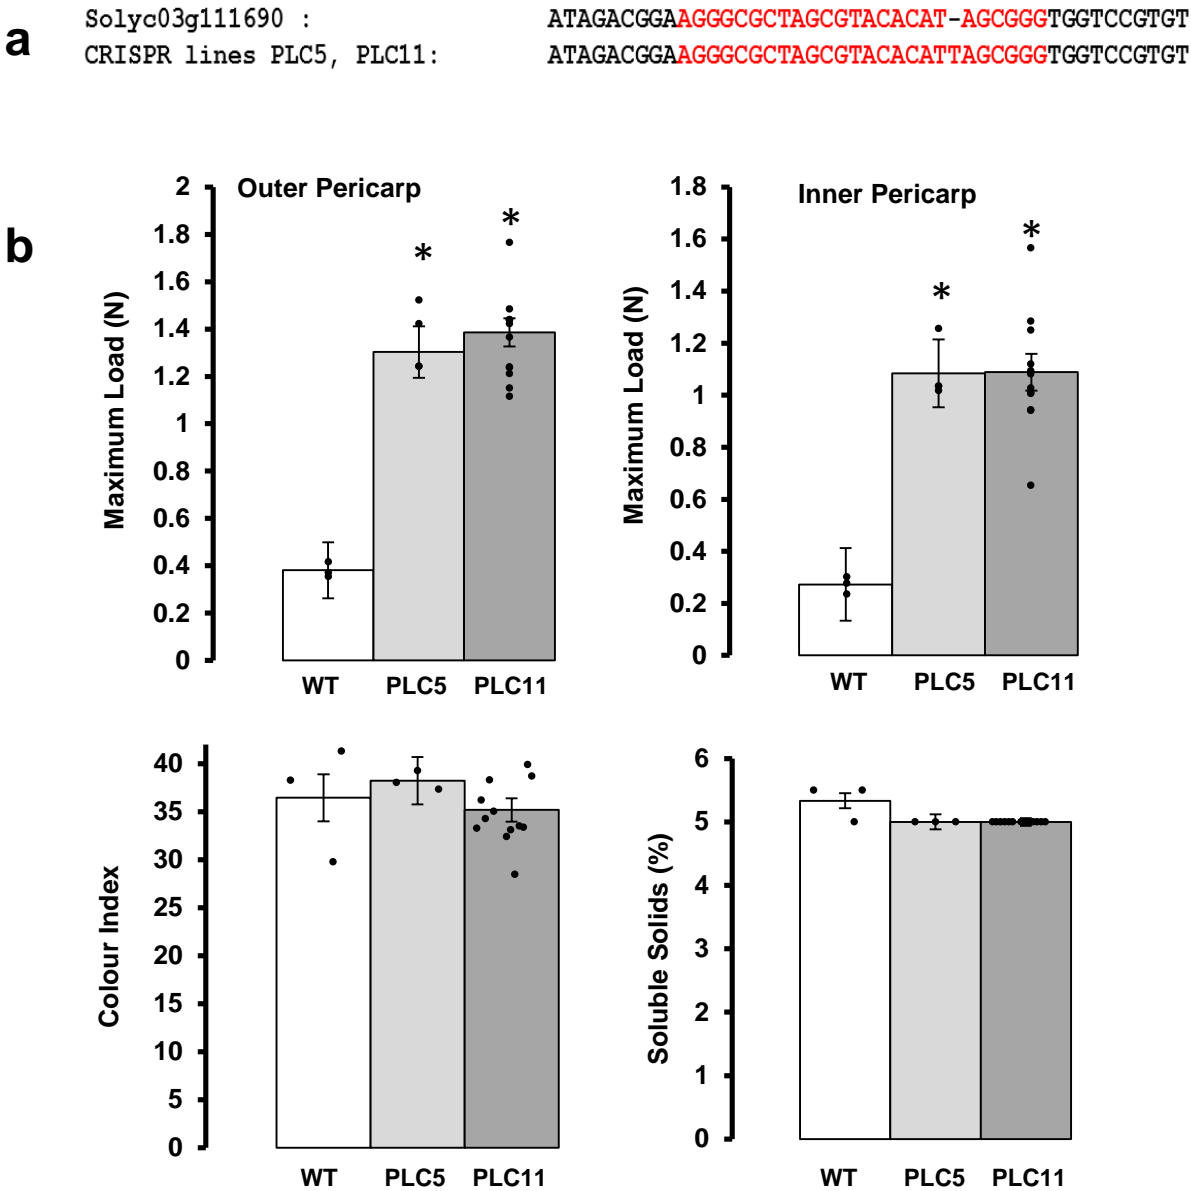 a
Solyc03g111690 : ATAGACGGAAGGGCGCTAGCGTACACAT-AGCGGGTGGTCCGTGT
CRISPR lines PLC5, PLC11: ATAGACGGAAGGGCGCTAGCGTACACATTAGCGGGTGGTCCGTGT
b
Outer Pericarp
Maximum Load (N)
2
1.8
1.6
1.4
1.2
1
0.8
0.6
0.4
0.2
0
*
*
WT PLC5 PLC11
Inner Pericarp
Maximum Load (N)
1.8
1.6
1.4
1.2
1
0.8
0.6
0.4
0.2
0
*
*
WT PLC5 PLC11
Colour Index
40
35
30
25
20
15
10
5
0
WT PLC5 PLC11
Soluble Solids (%)
6
5
4
3
2
1
0
WT PLC5 PLC11